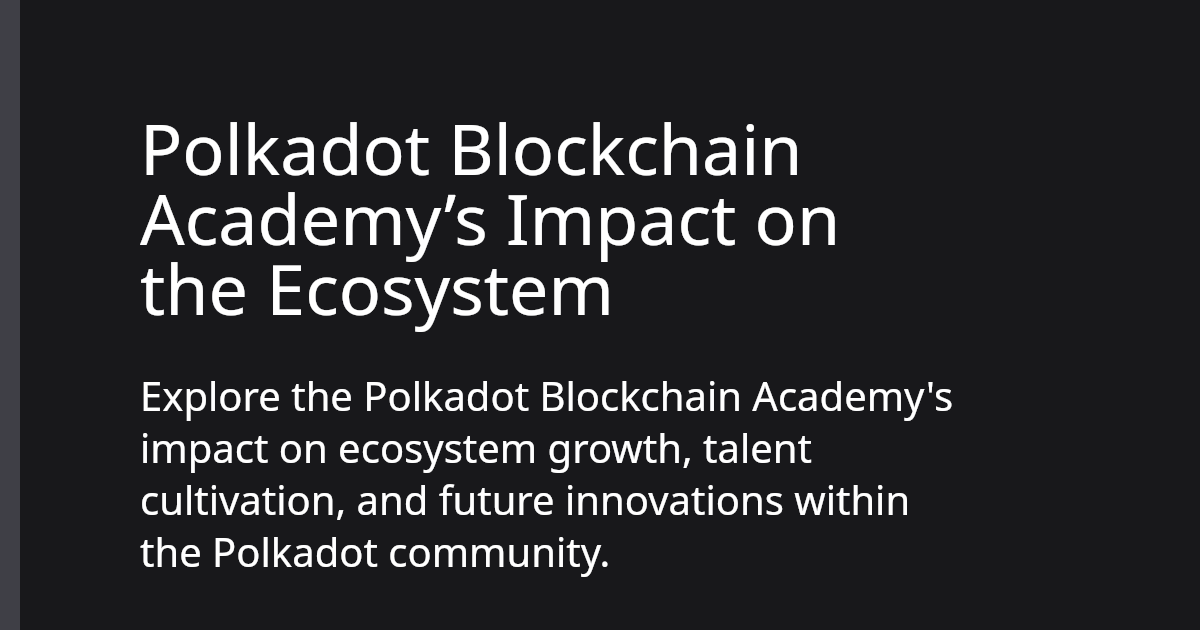 Polkadot Blockchain
Academy’s Impact on
the Ecosystem
Explore the Polkadot Blockchain Academy's
impact on ecosystem growth, talent
cultivation, and future innovations within
the Polkadot community.